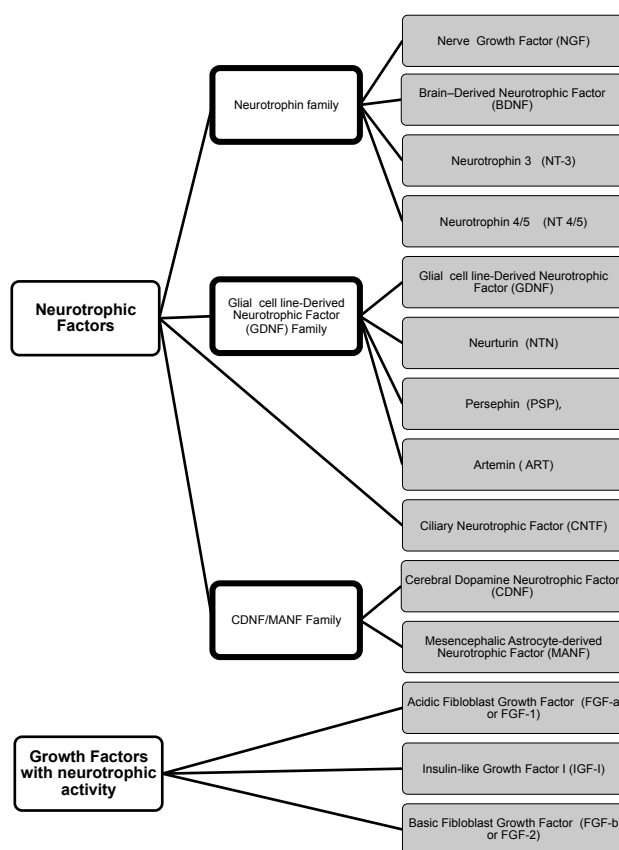 Nerve Growth Factor (NGF)
Neurotrophin family
Brain–Derived Neurotrophic Factor
(BDNF)
Neurotrophin 3 (NT-3)
Neurotrophin 4/5 (NT 4/5)
Neurotrophic
Factors
Glial cell line-Derived
Neurotrophic Factor
(GDNF) Family
Glial cell line-Derived Neurotrophic
Factor (GDNF)
Neurturin (NTN)
Persephin (PSP),
Artemin ( ART)
Ciliary Neurotrophic Factor (CNTF)
CDNF/MANF Family
Cerebral Dopamine Neurotrophic Factor
(CDNF)
Mesencephalic Astrocyte-derived
Neurotrophic Factor (MANF)
Growth Factors
with neurotrophic
activity
Acidic Fibloblast Growth Factor (FGF-a
or FGF-1)
Insulin-like Growth Factor I (IGF-I)
Basic Fibloblast Growth Factor (FGF-b
or FGF-2)